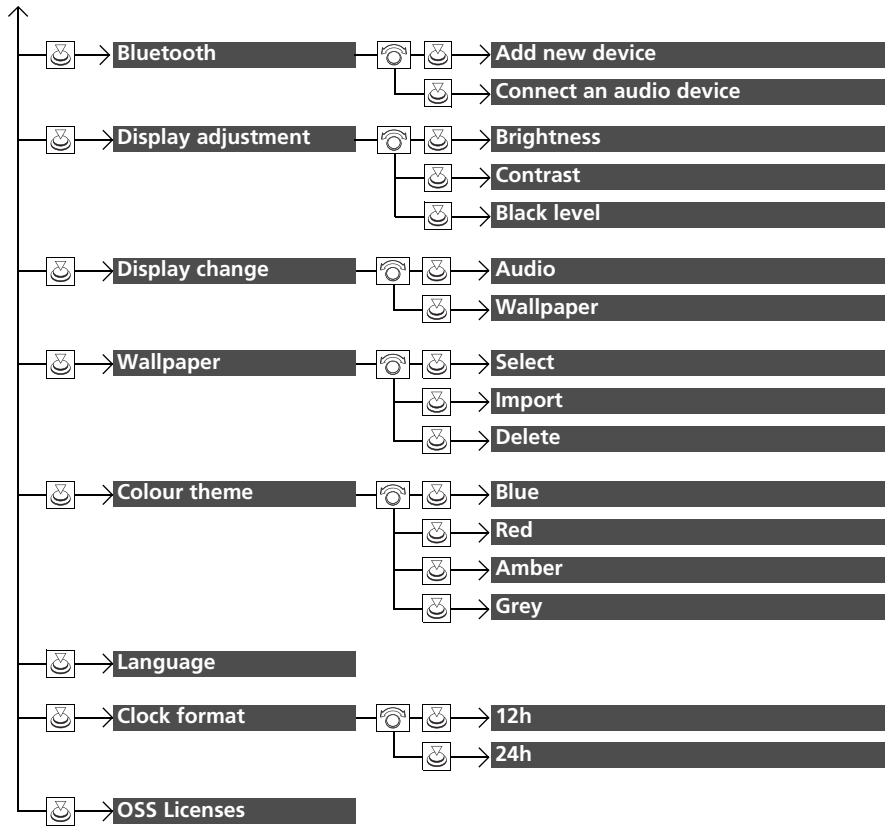 Bluetooth
Add new device
Connect an audio device
Display adjustment
Brightness
Contrast
Black level
Display change
Audio
Wallpaper
Wallpaper
Select
Import
Delete
Colour theme
Blue
Red
Amber
Grey
Language
Clock format
12h
24h
OSS Licenses